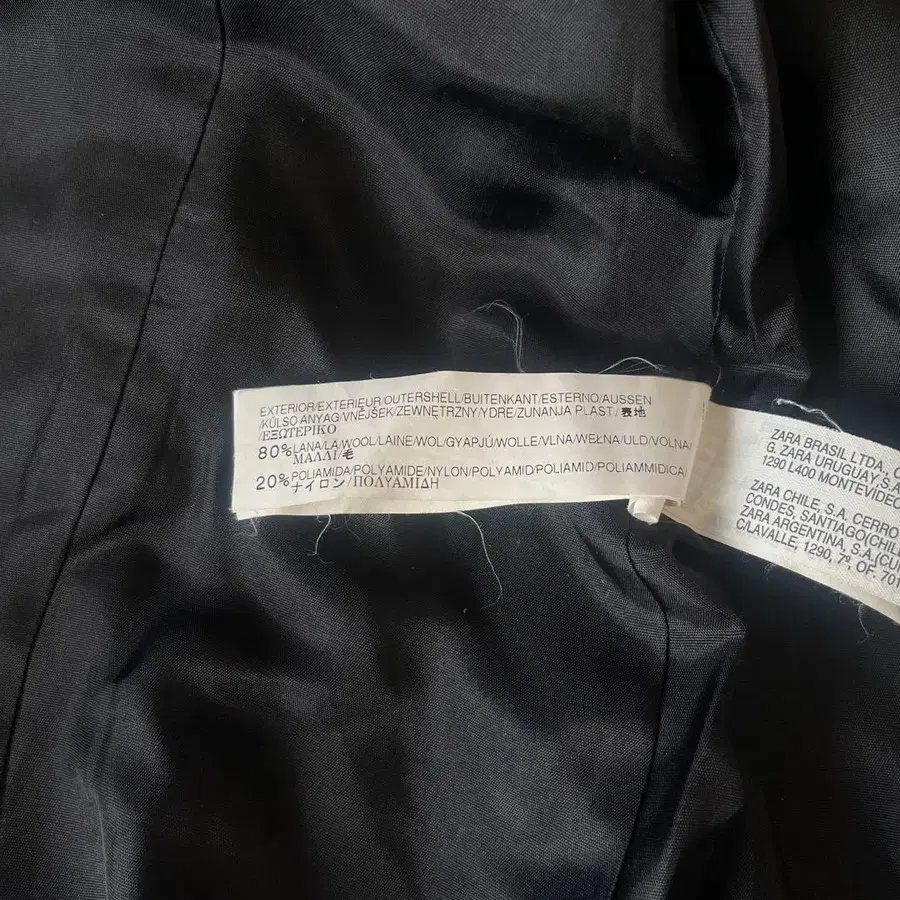 EXTERIOR/EXTERIEUR/OUTERSHELL/BUITENKANT/ESTERNO/AUSSEN
/KÜLSO ANYAG/VNĚJŠEK/ZEWNĘTRZNY/YDRE/ZUNANJA PLAST/表地
/ΕΞΩΤΕΡΙΚΟ
80%LANA/LÃ/WOOL/LAINE/WOL/GYAPJÚ/WOLLE/VLNA/WEŁNA/ULD/VOLNA/
ΜΑΛΛΙ/毛
20%POLIAMIDA/POLYAMIDE/NYLON/POLYAMID/POLIAMID/POLIAMMIDICA/
ナイロン/ΠΟΛΥΑΜΙΔΗ
ZARA BRASIL LTDA., C
G. ZARA URUGUAY S.A
1290 L400 MONTEVIDEO
ZARA CHILE, S.A. CERRO
CONDES, SANTIAGO(CHIL
ZARA ARGENTINA, S.A.(CUI
C/LAVALLE, 1290, 7º, OF. 701